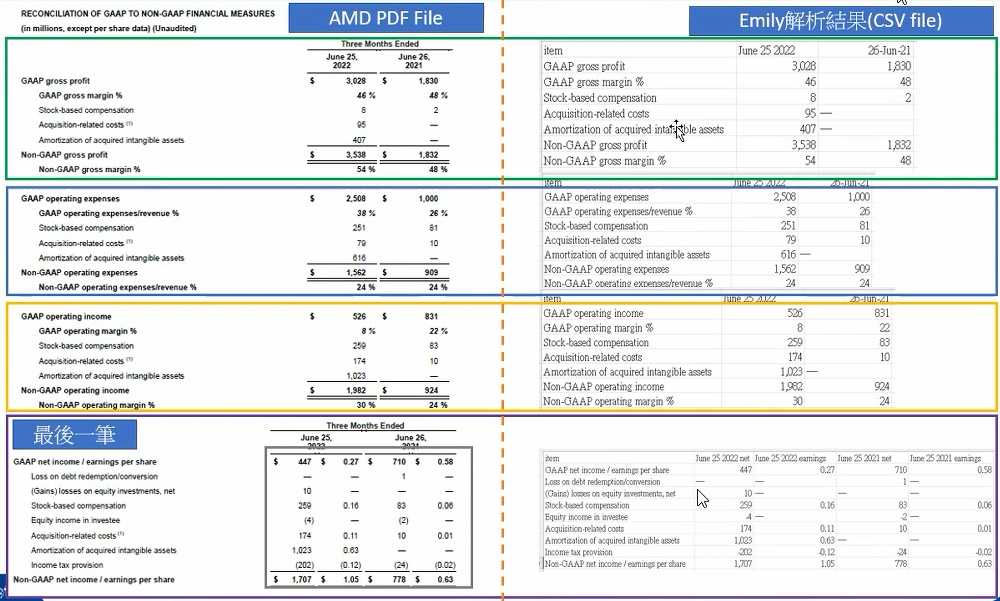 RECONCILIATION OF GAAP TO NON-GAAP FINANCIAL MEASURES
(in millions, except per share data) (Unaudited)
AMD PDF File
Emily解析結果(CSV file)
Three Months Ended
June 25, 2022 June 26, 2021
GAAP gross profit $ 3,028 $ 1,830
GAAP gross margin % 46 % 48 %
Stock-based compensation 8 2
Acquisition-related costs (1) 95 —
Amortization of acquired intangible assets 407 —
Non-GAAP gross profit $ 3,538 $ 1,832
Non-GAAP gross margin % 54 % 48 %
item June 25 2022 26-Jun-21
GAAP gross profit 3,028 1,830
GAAP gross margin % 46 48
Stock-based compensation 8 2
Acquisition-related costs 95 —
Amortization of acquired intangible assets 407 —
Non-GAAP gross profit 3,538 1,832
Non-GAAP gross margin % 54 48
GAAP operating expenses $ 2,508 $ 1,000
GAAP operating expenses/revenue % 38 % 26 %
Stock-based compensation 251 81
Acquisition-related costs (1) 79 10
Amortization of acquired intangible assets 616 —
Non-GAAP operating expenses $ 1,562 $ 909
Non-GAAP operating expenses/revenue % 24 % 24 %
item June 25 2022 26-Jun-21
GAAP operating expenses 2,508 1,000
GAAP operating expenses/revenue % 38 26
Stock-based compensation 251 81
Acquisition-related costs 79 10
Amortization of acquired intangible assets 616 —
Non-GAAP operating expenses 1,562 909
Non-GAAP operating expenses/revenue % 24 24
GAAP operating income $ 526 $ 831
GAAP operating margin % 8 % 22 %
Stock-based compensation 259 83
Acquisition-related costs (1) 174 10
Amortization of acquired intangible assets 1,023 —
Non-GAAP operating income $ 1,982 $ 924
Non-GAAP operating margin % 30 % 24 %
item June 25 2022 26-Jun-21
GAAP operating income 526 831
GAAP operating margin % 8 22
Stock-based compensation 259 83
Acquisition-related costs 174 10
Amortization of acquired intangible assets 1,023 —
Non-GAAP operating income 1,982 924
Non-GAAP operating margin % 30 24
最後一筆
Three Months Ended
June 25, 2022 June 26, 2021
GAAP net income / earnings per share $ 447 $ 0.27 $ 710 $ 0.58
Loss on debt redemption/conversion — — 1 —
(Gains) losses on equity investments, net 10 — — —
Stock-based compensation 259 0.16 83 0.06
Equity income in investee (4) — (2) —
Acquisition-related costs (1) 174 0.11 10 0.01
Amortization of acquired intangible assets 1,023 0.63 — —
Income tax provision (202) (0.12) (24) (0.02)
Non-GAAP net income / earnings per share $ 1,707 $ 1.05 $ 778 $ 0.63
item June 25 2022 net June 25 2022 earnings June 25 2021 net June 25 2021 earnings
GAAP net income / earnings per share 447 0.27 710 0.58
Loss on debt redemption/conversion — — 1 —
(Gains) losses on equity investments, net 10 — — —
Stock-based compensation 259 0.16 83 0.06
Equity income in investee -4 — -2 —
Acquisition-related costs 174 0.11 10 0.01
Amortization of acquired intangible assets 1,023 0.63 — —
Income tax provision -202 -0.12 -24 -0.02
Non-GAAP net income / earnings per share 1,707 1.05 778 0.63